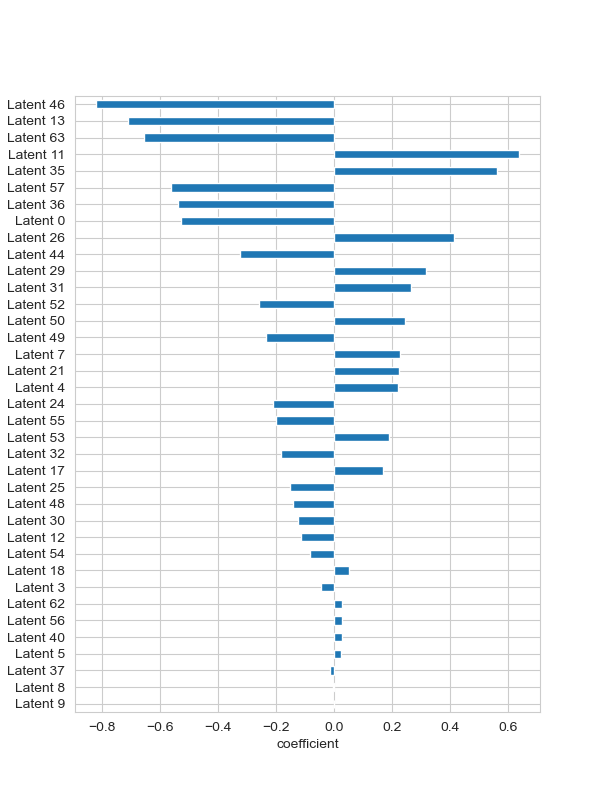 Latent 46
Latent 13
Latent 63
Latent 11
Latent 35
Latent 57
Latent 36
Latent 0
Latent 26
Latent 44
Latent 29
Latent 31
Latent 52
Latent 50
Latent 49
Latent 7
Latent 21
Latent 4
Latent 24
Latent 55
Latent 53
Latent 32
Latent 17
Latent 25
Latent 48
Latent 30
Latent 12
Latent 54
Latent 18
Latent 3
Latent 62
Latent 56
Latent 40
Latent 5
Latent 37
Latent 8
Latent 9
−0.8 −0.6 −0.4 −0.2 0.0 0.2 0.4 0.6
coefficient